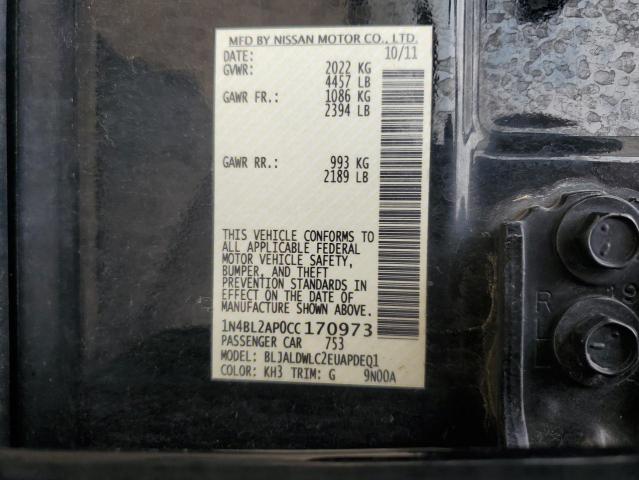 MFD BY NISSAN MOTOR CO., LTD.
DATE: 10/11
GVWR: 2022 KG
4457 LB
GAWR FR.: 1086 KG
2394 LB
GAWR RR.: 993 KG
2189 LB
THIS VEHICLE CONFORMS TO
ALL APPLICABLE FEDERAL
MOTOR VEHICLE SAFETY,
BUMPER, AND THEFT
PREVENTION STANDARDS IN
EFFECT ON THE DATE OF
MANUFACTURE SHOWN ABOVE.
1N4BL2AP0CC170973
PASSENGER CAR 753
MODEL: BLJALDWLC2EUAPDEQ1
COLOR: KH3 TRIM: G 9N00A
R
L
9